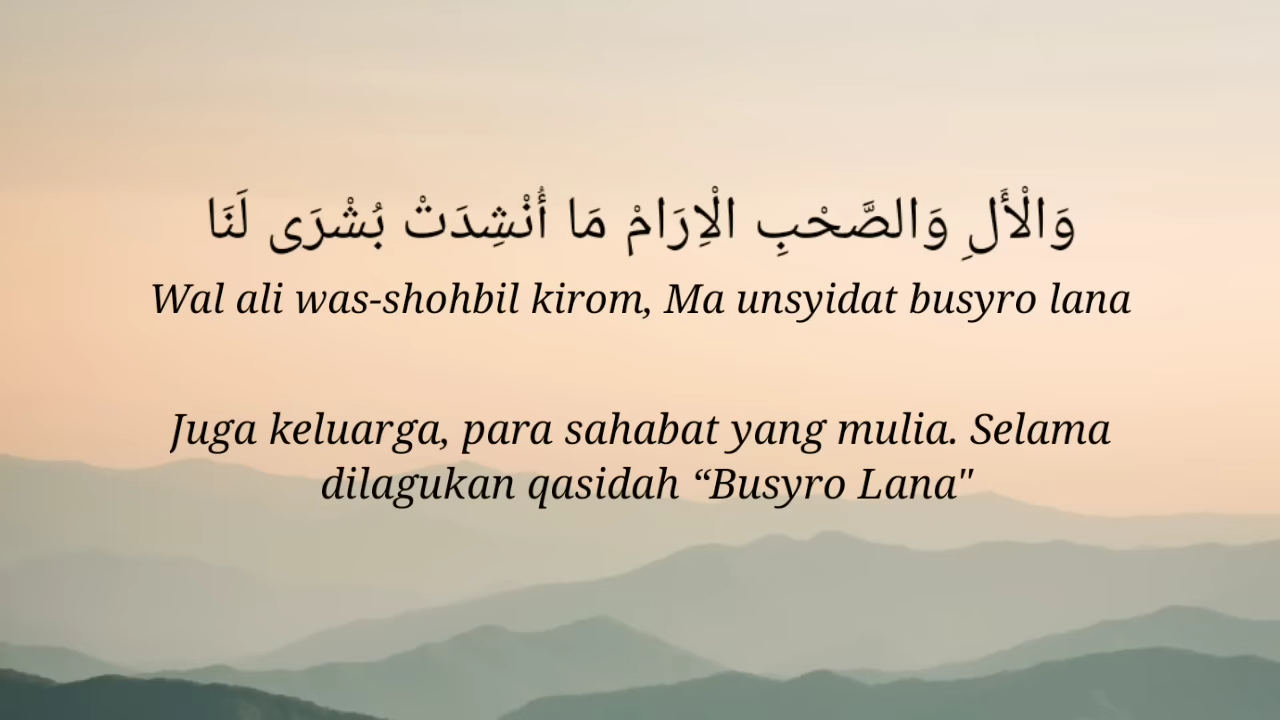 وَالْأَلِ وَالصَّحْبِ الْاِرَامْ مَا أُنْشِدَتْ بُشْرَى لَنَا
Wal ali was-shohbil kirom, Ma unsyidat busyro lana
Juga keluarga, para sahabat yang mulia. Selama
dilagukan qasidah “Busyro Lana"